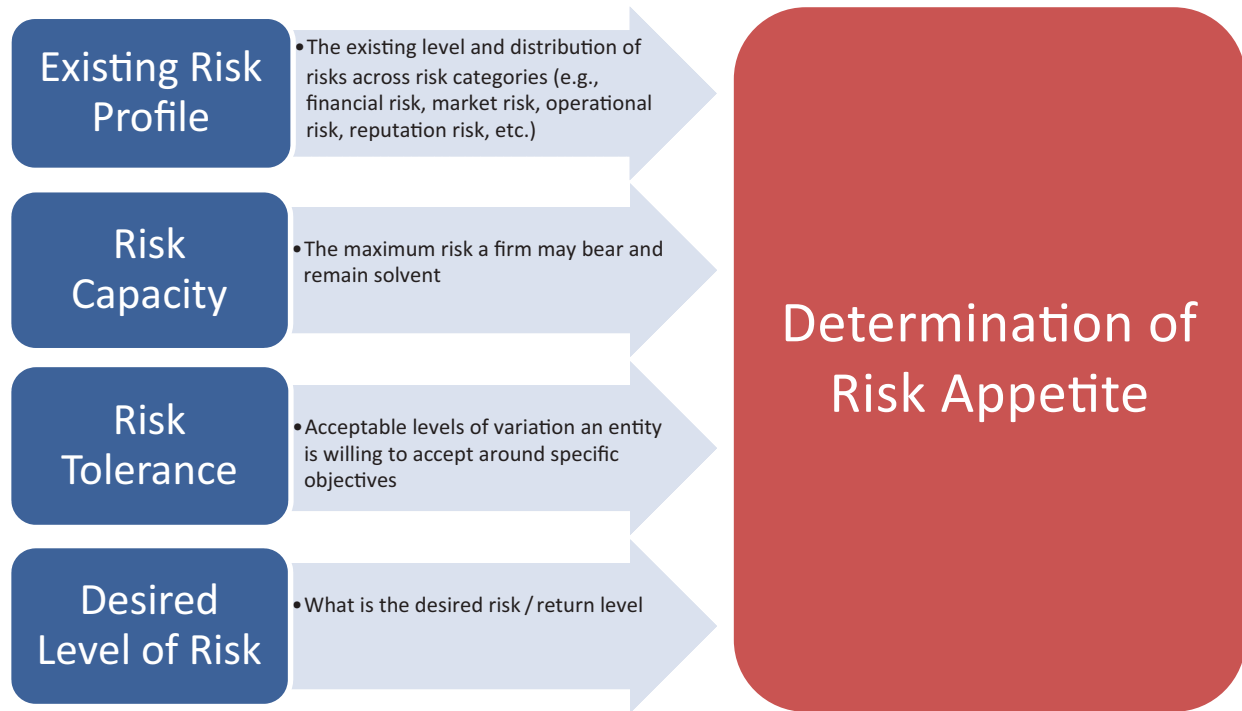 Existing Risk
Profile
•The existing level and distribution of
risks across risk categories (e.g.,
financial risk, market risk, operational
risk, reputation risk, etc.)
Risk
Capacity
•The maximum risk a firm may bear and
remain solvent
Risk
Tolerance
•Acceptable levels of variation an entity
is willing to accept around specific
objectives
Desired
Level of Risk
•What is the desired risk / return level
Determination of
Risk Appetite